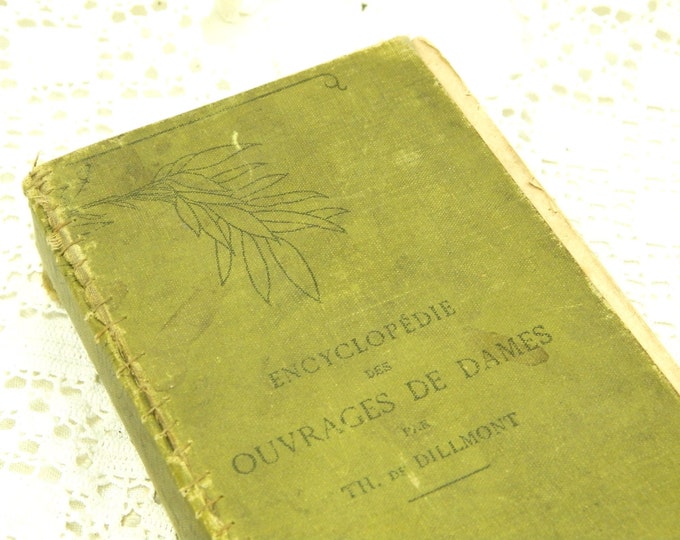 ENCYCLOPÉDIE
DES
OUVRAGES DE DAMES
PAR
TH. DE DILLMONT